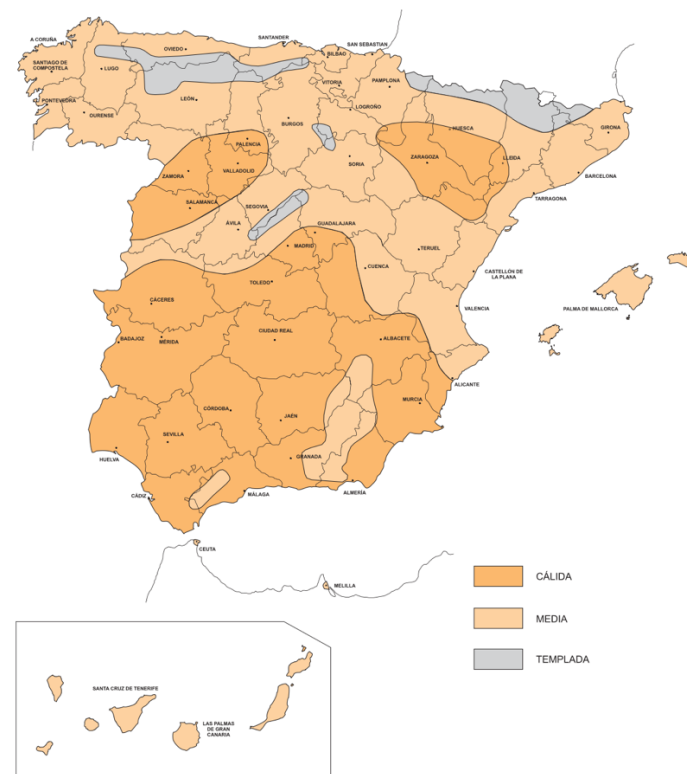 A CORUÑA
OVIEDO
SANTANDER
SAN SEBASTIAN
BILBAO
SANTIAGO DE
COMPOSTELA
LUGO
VITORIA
PAMPLONA
PONTEVEDRA
OURENSE
LEÓN
LOGROÑO
BURGOS
HUESCA
GIRONA
PALENCIA
ZAMORA
VALLADOLID
SORIA
ZARAGOZA
LLEIDA
BARCELONA
SALAMANCA
SEGOVIA
TARRAGONA
ÁVILA
GUADALAJARA
MADRID
TERUEL
CUENCA
CASTELLÓN DE
LA PLANA
TOLEDO
CÁCERES
VALENCIA
PALMA DE MALLORCA
BADAJOZ
MÉRIDA
CIUDAD REAL
ALBACETE
ALICANTE
CÓRDOBA
JAÉN
MURCIA
SEVILLA
HUELVA
GRANADA
CÁDIZ
MÁLAGA
ALMERÍA
CEUTA
MELILLA
CÁLIDA
MEDIA
TEMPLADA
SANTA CRUZ DE TENERIFE
LAS PALMAS
DE GRAN
CANARIA